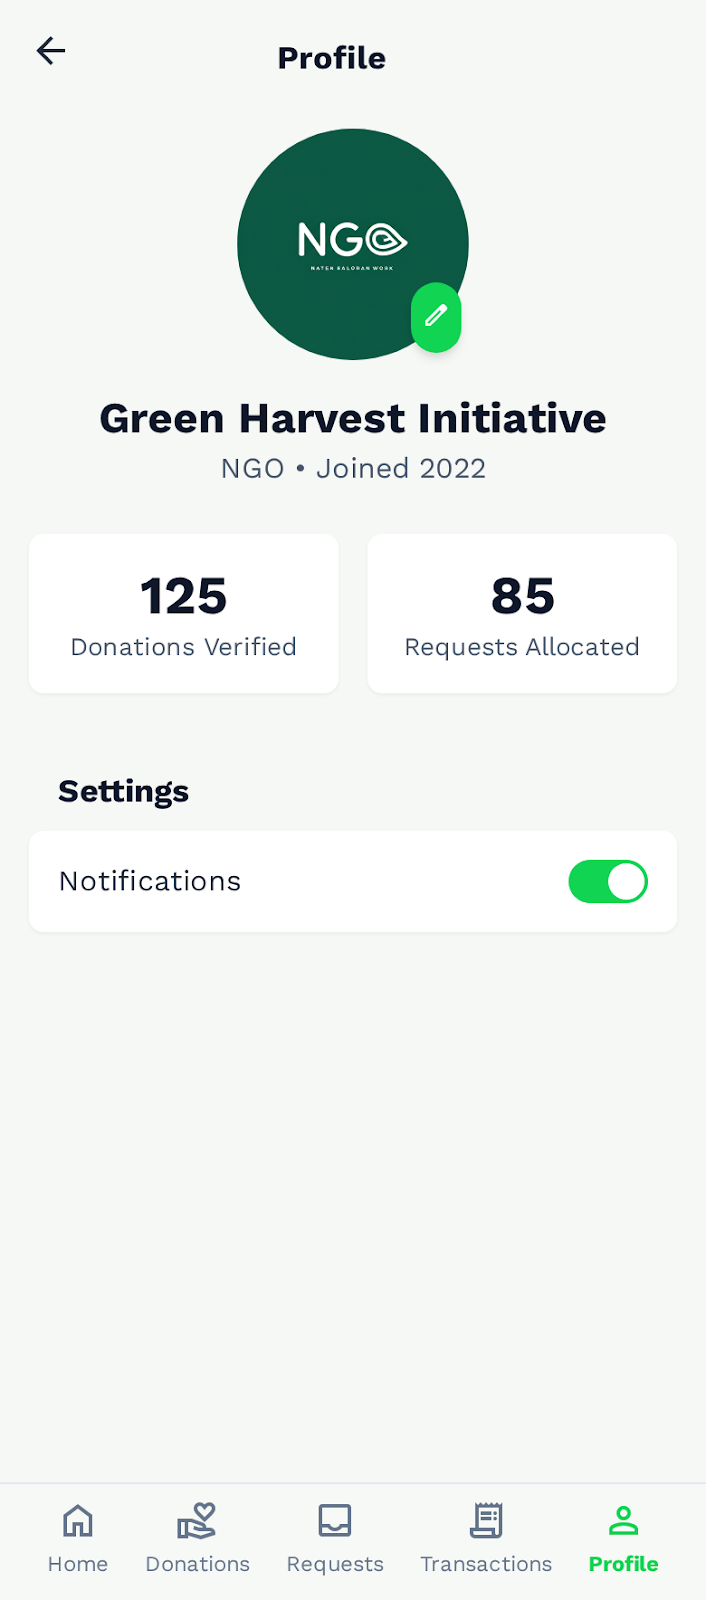 Profile
NGO
NATEN SALORAN WORK
Green Harvest Initiative
NGO • Joined 2022
125
Donations Verified
85
Requests Allocated
Settings
Notifications
Home
Donations
Requests
Transactions
Profile